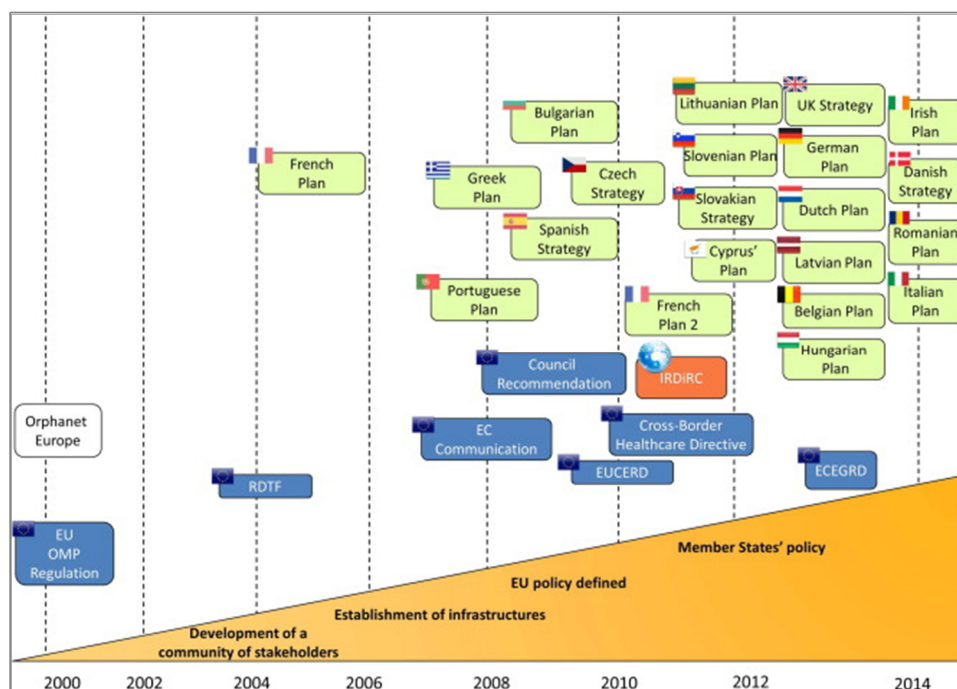 Lithuanian Plan
UK Strategy
Irish
Plan
Bulgarian
Plan
French
Plan
Slovenian Plan
German
Plan
Danish
Strategy
Greek
Plan
Czech
Strategy
Slovakian
Strategy
Dutch Plan
Romanian
Plan
Spanish
Strategy
Cyprus’
Plan
Latvian Plan
Italian
Plan
Portuguese
Plan
French
Plan 2
Belgian Plan
Hungarian
Plan
Council
Recommendation
IRDiRC
Orphanet
Europe
EC
Communication
Cross-Border
Healthcare Directive
RDTF
EUCERD
ECEGRD
EU
OMP
Regulation
Member States’ policy
EU policy defined
Establishment of infrastructures
Development of a
community of stakeholders
2000 2002 2004 2006 2008 2010 2012 2014